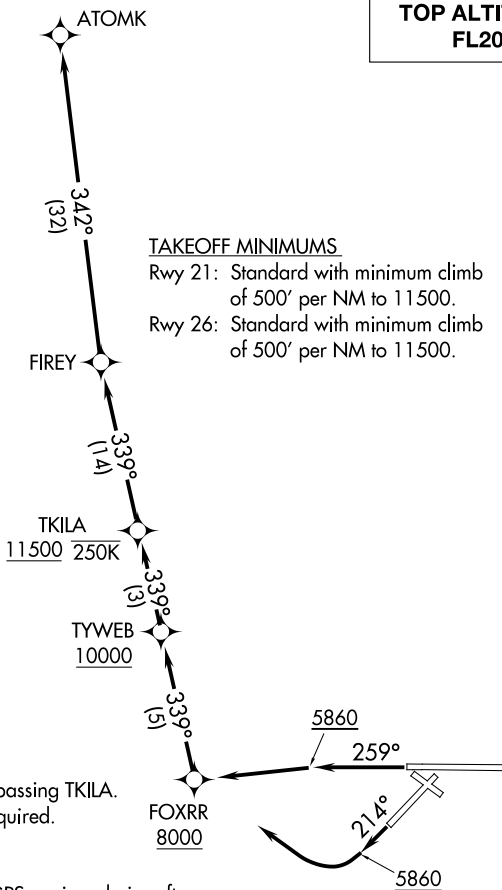 ATOMK
TOP ALTIT
FL20
342°
(32)
TAKEOFF MINIMUMS
Rwy 21: Standard with minimum climb
of 500' per NM to 11500.
Rwy 26: Standard with minimum climb
of 500' per NM to 11500.
FIREY
339°
(14)
TKILA
11500 250K
339°
(3)
TYWEB
10000
339°
(5)
5860
259°
passing TKILA.
quired.
FOXRR
8000
214°
5860